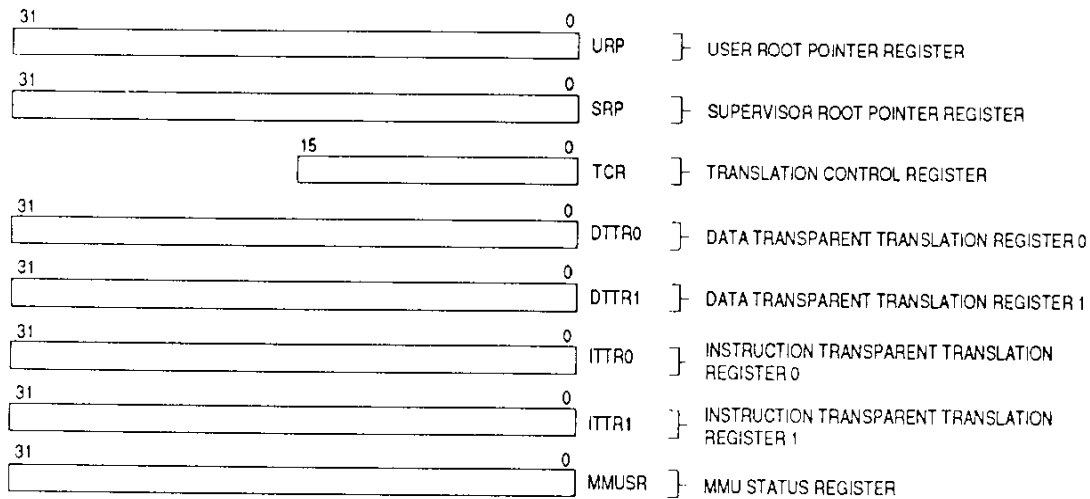 31 0
URP USER ROOT POINTER REGISTER
31 0
SRP SUPERVISOR ROOT POINTER REGISTER
15 0
TCR TRANSLATION CONTROL REGISTER
31 0
DTTR0 DATA TRANSPARENT TRANSLATION REGISTER 0
31 0
DTTR1 DATA TRANSPARENT TRANSLATION REGISTER 1
31 0
ITTR0 INSTRUCTION TRANSPARENT TRANSLATION
REGISTER 0
31 0
ITTR1 INSTRUCTION TRANSPARENT TRANSLATION
REGISTER 1
31 0
MMUSR MMU STATUS REGISTER